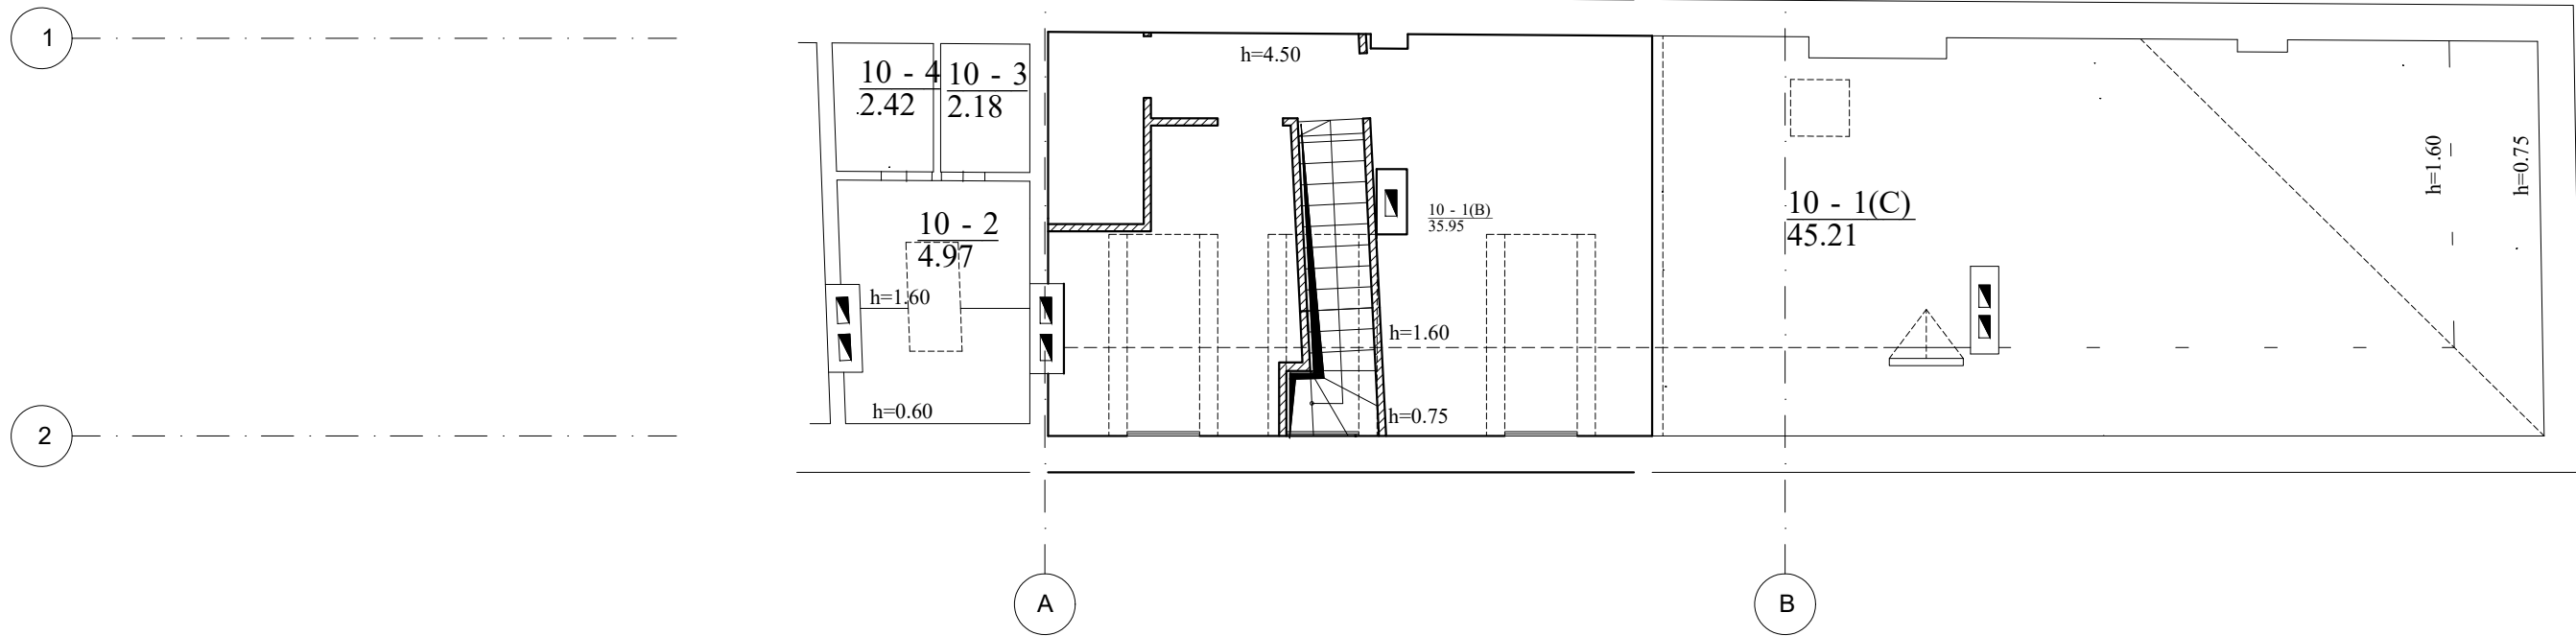 1
h=4.50
10 - 4
2.42
10 - 3
2.18
h=1.60
h=0.75
10 - 1(B)
35.95
10 - 1(C)
45.21
10 - 2
4.97
h=1.60
h=1.60
h=0.60
h=0.75
2
A
B